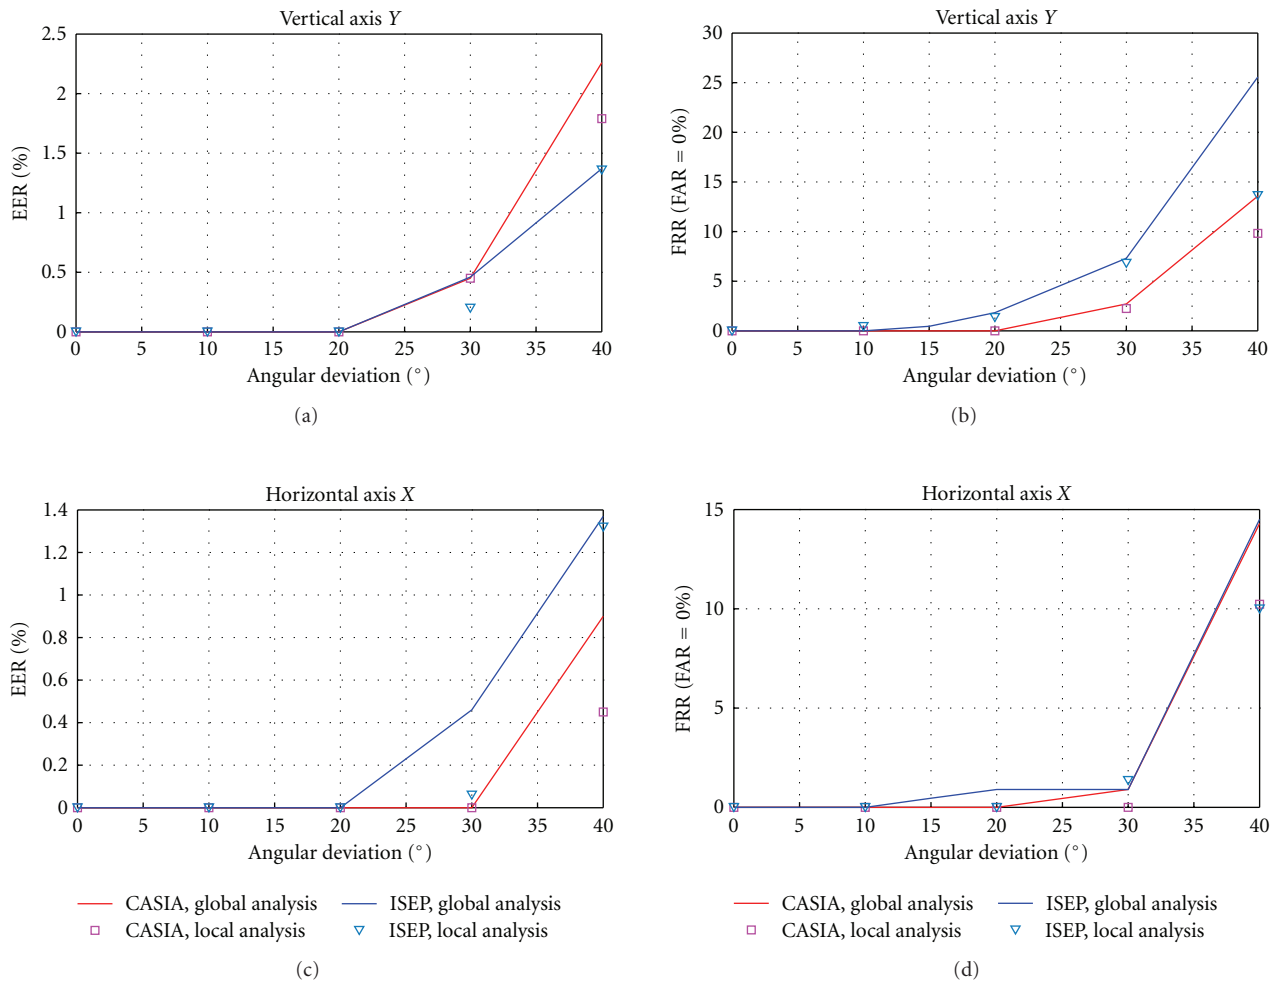 Vertical axis Y
2.5
2
1.5
1
0.5
0
EER (%)
0 5 10 15 20 25 30 35 40
Angular deviation (°)
(a)
Vertical axis Y
30
25
20
15
10
5
0
FRR (FAR = 0%)
0 5 10 15 20 25 30 35 40
Angular deviation (°)
(b)
Horizontal axis X
1.4
1.2
1
0.8
0.6
0.4
0.2
0
EER (%)
0 5 10 15 20 25 30 35 40
Angular deviation (°)
CASIA, global analysis ISEP, global analysis
CASIA, local analysis ISEP, local analysis
(c)
Horizontal axis X
15
10
5
0
FRR (FAR = 0%)
0 5 10 15 20 25 30 35 40
Angular deviation (°)
CASIA, global analysis ISEP, global analysis
CASIA, local analysis ISEP, local analysis
(d)